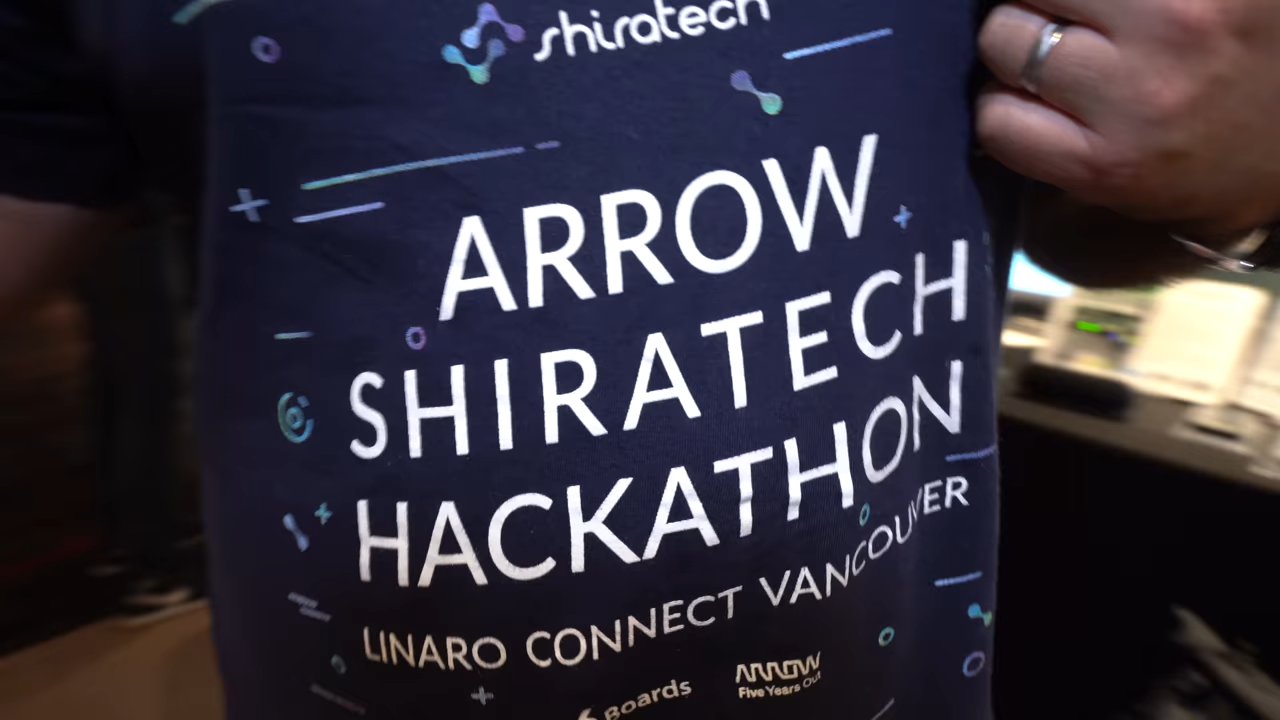 shiratech
ARROW
SHIRATECH
HACKATHON
LINARO CONNECT VANCOUVER
Boards
ARROW
Five Years Out